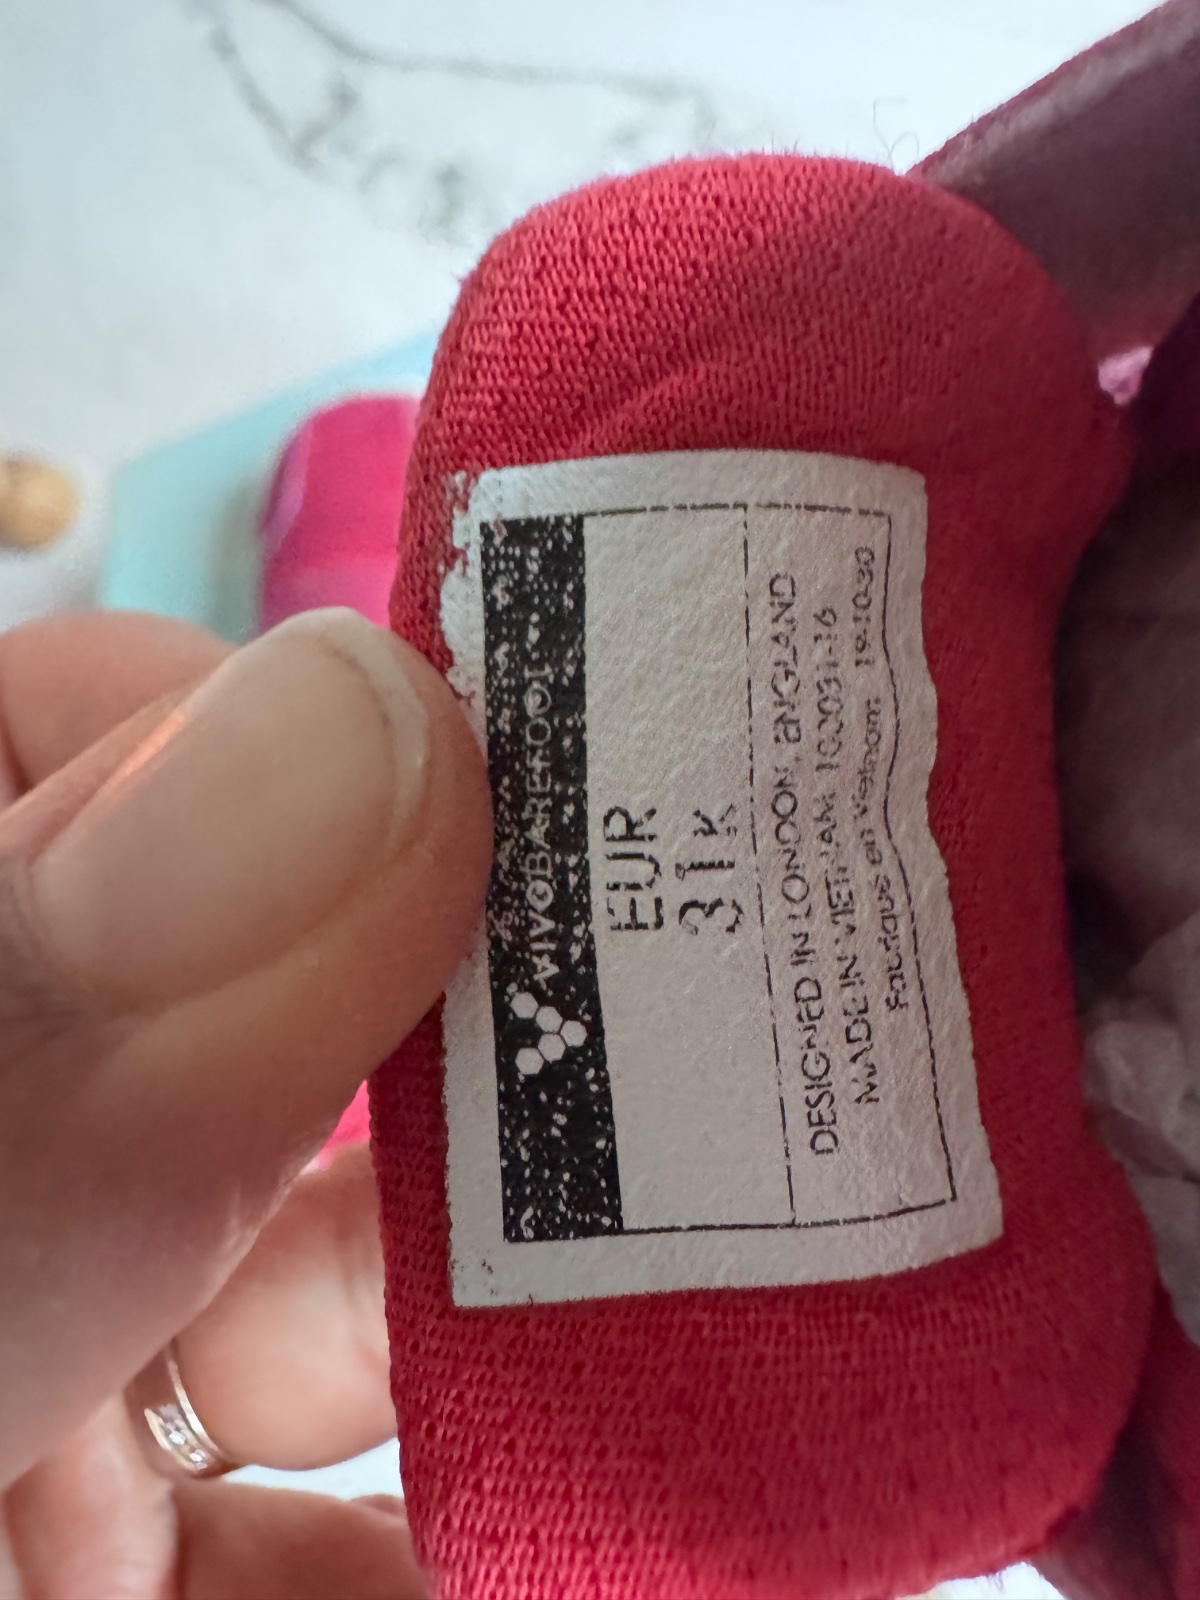 VIVOBAREFOOT
EUR
31K
DESIGNED IN LONDON, ENGLAND
MADE IN VIETNAM
Fabriqué en Vietnam